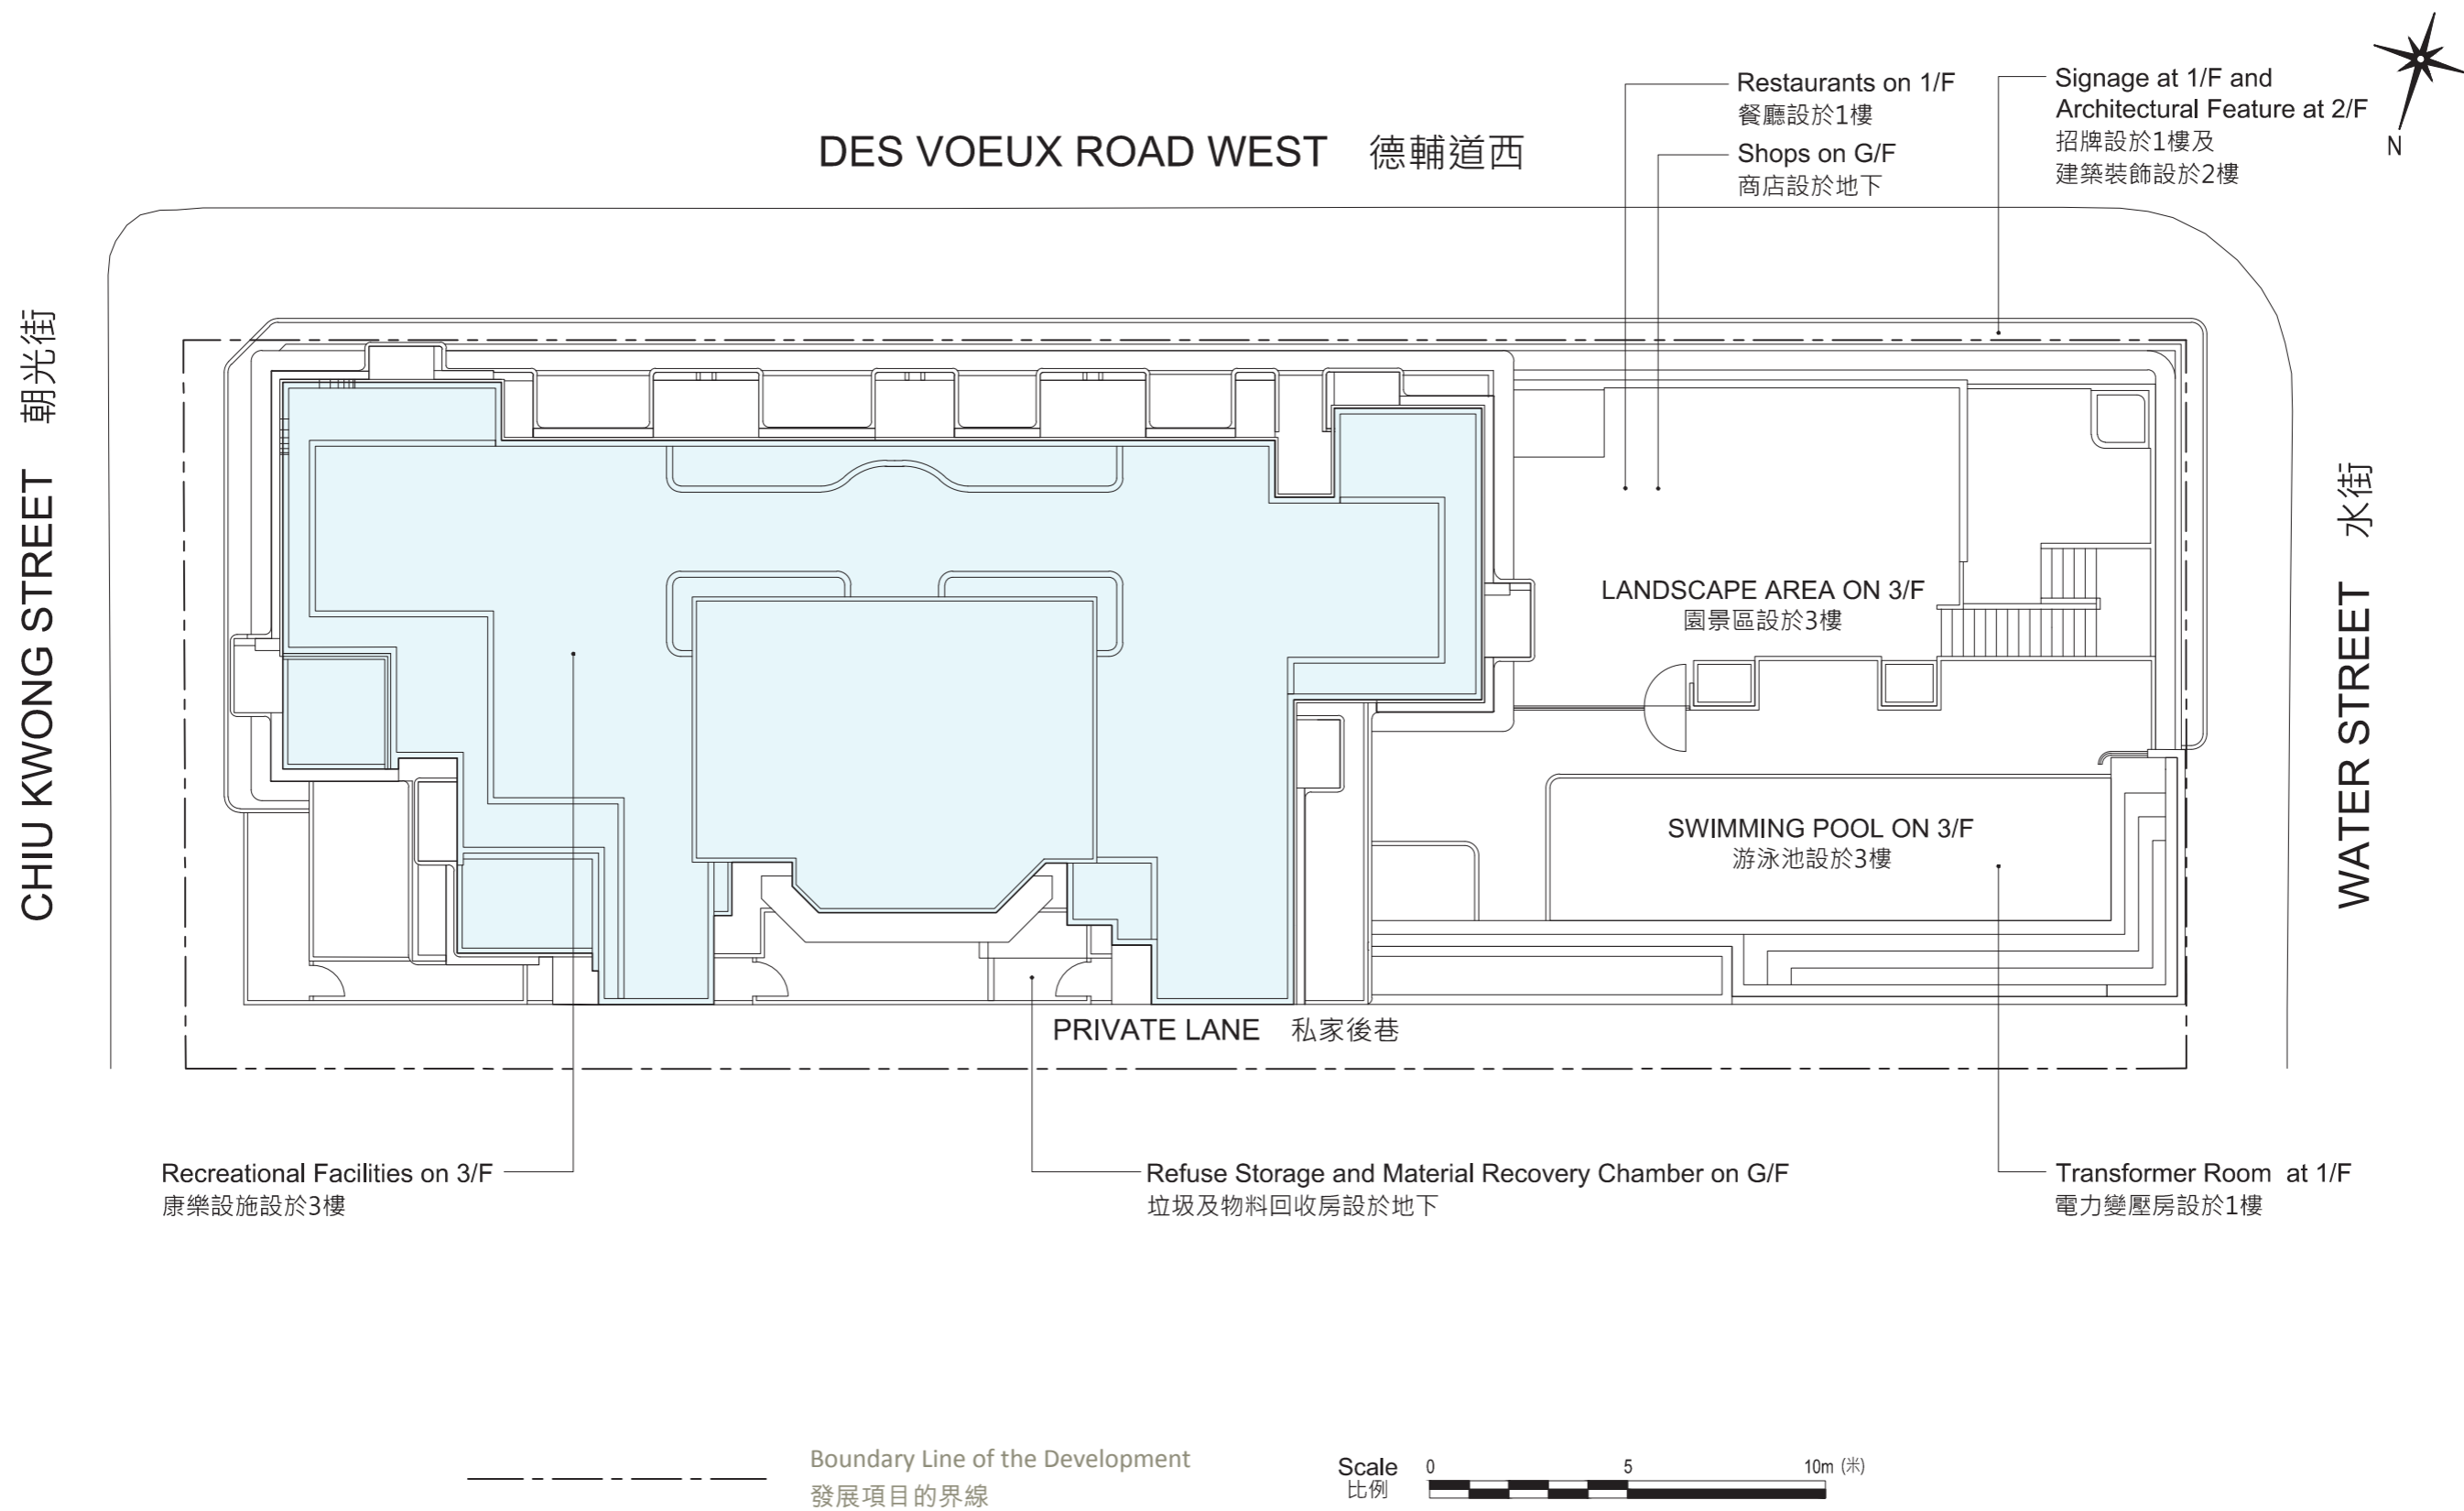 Restaurants on 1/F
餐廳設於1樓
Shops on G/F
商店設於地下
Signage at 1/F and
Architectural Feature at 2/F
招牌設於1樓及
建築裝飾設於2樓
N
DES VOEUX ROAD WEST 德輔道西
CHIU KWONG STREET 朝光街
WATER STREET 水街
LANDSCAPE AREA ON 3/F
園景區設於3樓
SWIMMING POOL ON 3/F
游泳池設於3樓
PRIVATE LANE 私家後巷
Recreational Facilities on 3/F
康樂設施設於3樓
Refuse Storage and Material Recovery Chamber on G/F
垃圾及物料回收房設於地下
Transformer Room at 1/F
電力變壓房設於1樓
Boundary Line of the Development
發展項目的界線
Scale 0 5 10m (米)
比例